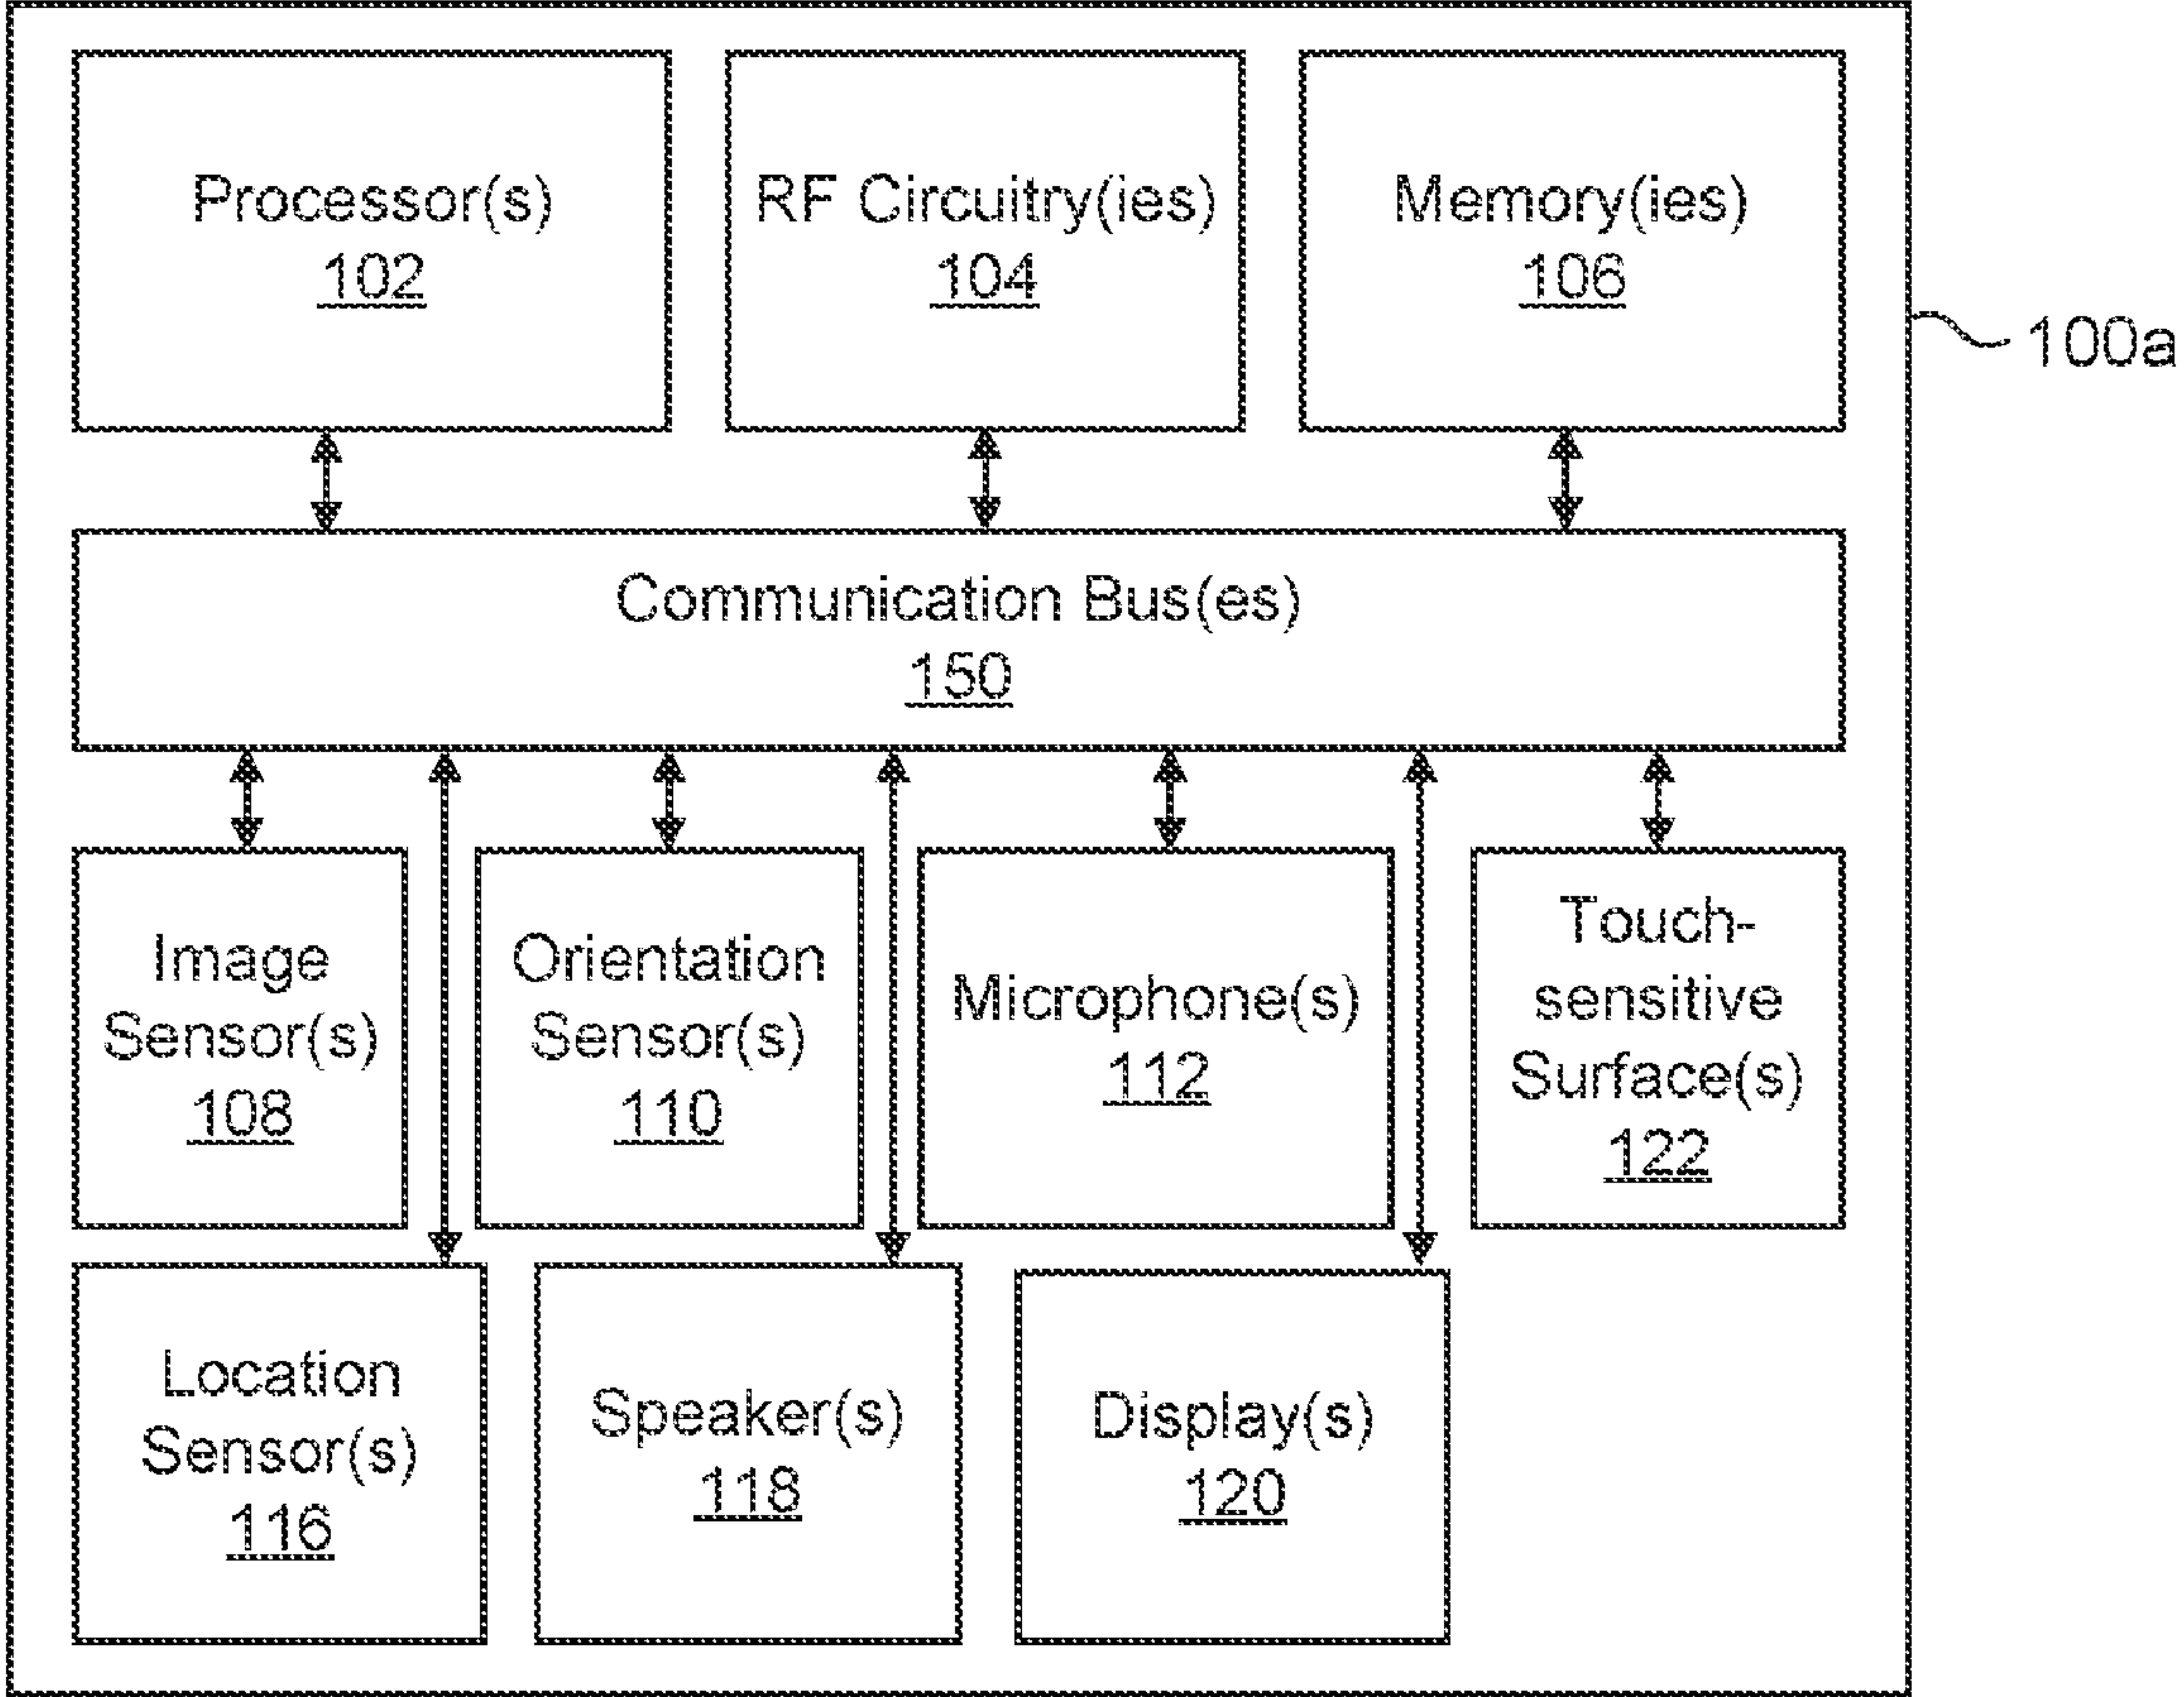 Processor(s)
102
RF Circuitry(ies)
104
Memory(ies)
106
100a
Communication Bus(es)
150
Image
Sensor(s)
108
Orientation
Sensor(s)
110
Microphone(s)
112
Touch-
sensitive
Surface(s)
122
Location
Sensor(s)
116
Speaker(s)
118
Display(s)
120